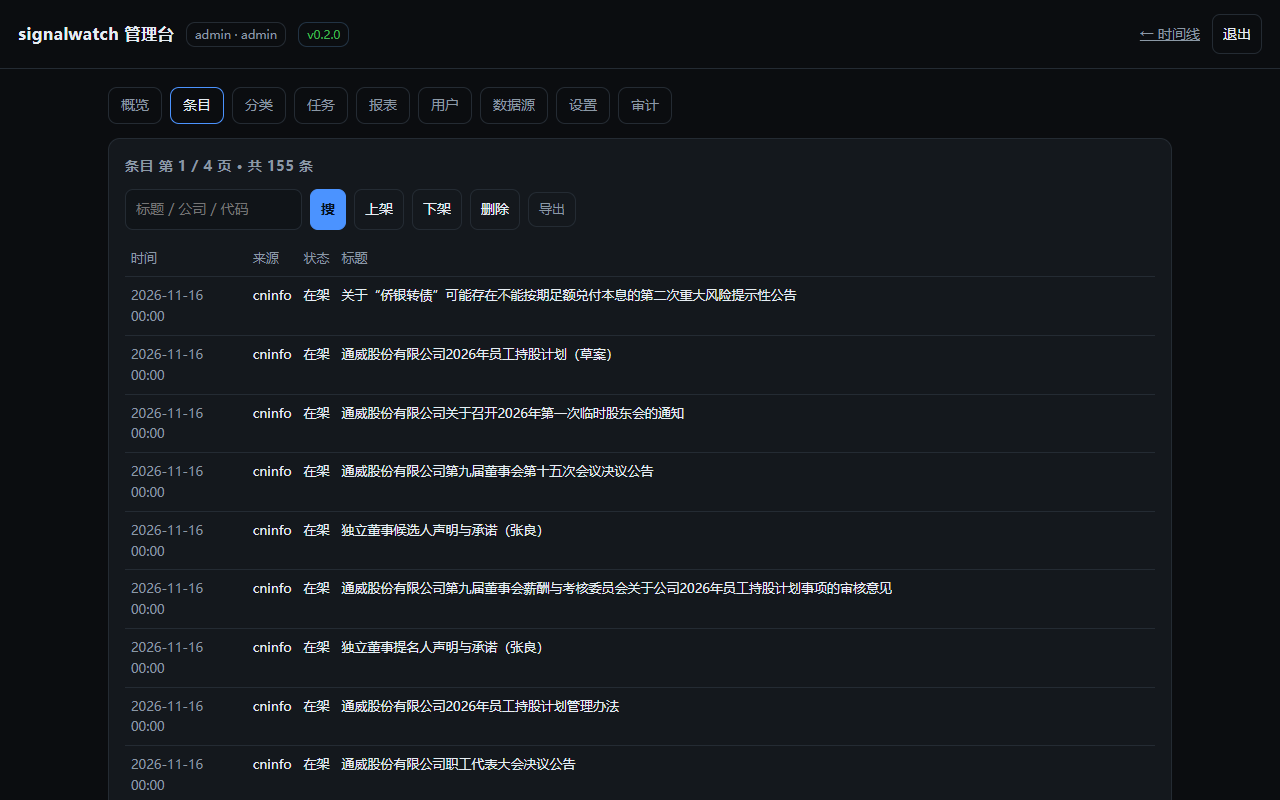 signalwatch 管理台 admin · admin v0.2.0 ← 时间线 退出
概览 条目 分类 任务 报表 用户 数据源 设置 审计
条目 第 1 / 4 页 • 共 155 条
标题 / 公司 / 代码 搜 上架 下架 删除 导出
时间 来源 状态 标题
2026-11-16 00:00 cninfo 在架 关于“侨银转债”可能存在不能按期足额兑付本息的第二次重大风险提示性公告
2026-11-16 00:00 cninfo 在架 通威股份有限公司2026年员工持股计划（草案）
2026-11-16 00:00 cninfo 在架 通威股份有限公司关于召开2026年第一次临时股东会的通知
2026-11-16 00:00 cninfo 在架 通威股份有限公司第九届董事会第十五次会议决议公告
2026-11-16 00:00 cninfo 在架 独立董事候选人声明与承诺（张良）
2026-11-16 00:00 cninfo 在架 通威股份有限公司第九届董事会薪酬与考核委员会关于公司2026年员工持股计划事项的审核意见
2026-11-16 00:00 cninfo 在架 独立董事提名人声明与承诺（张良）
2026-11-16 00:00 cninfo 在架 通威股份有限公司2026年员工持股计划管理办法
2026-11-16 00:00 cninfo 在架 通威股份有限公司职工代表大会决议公告